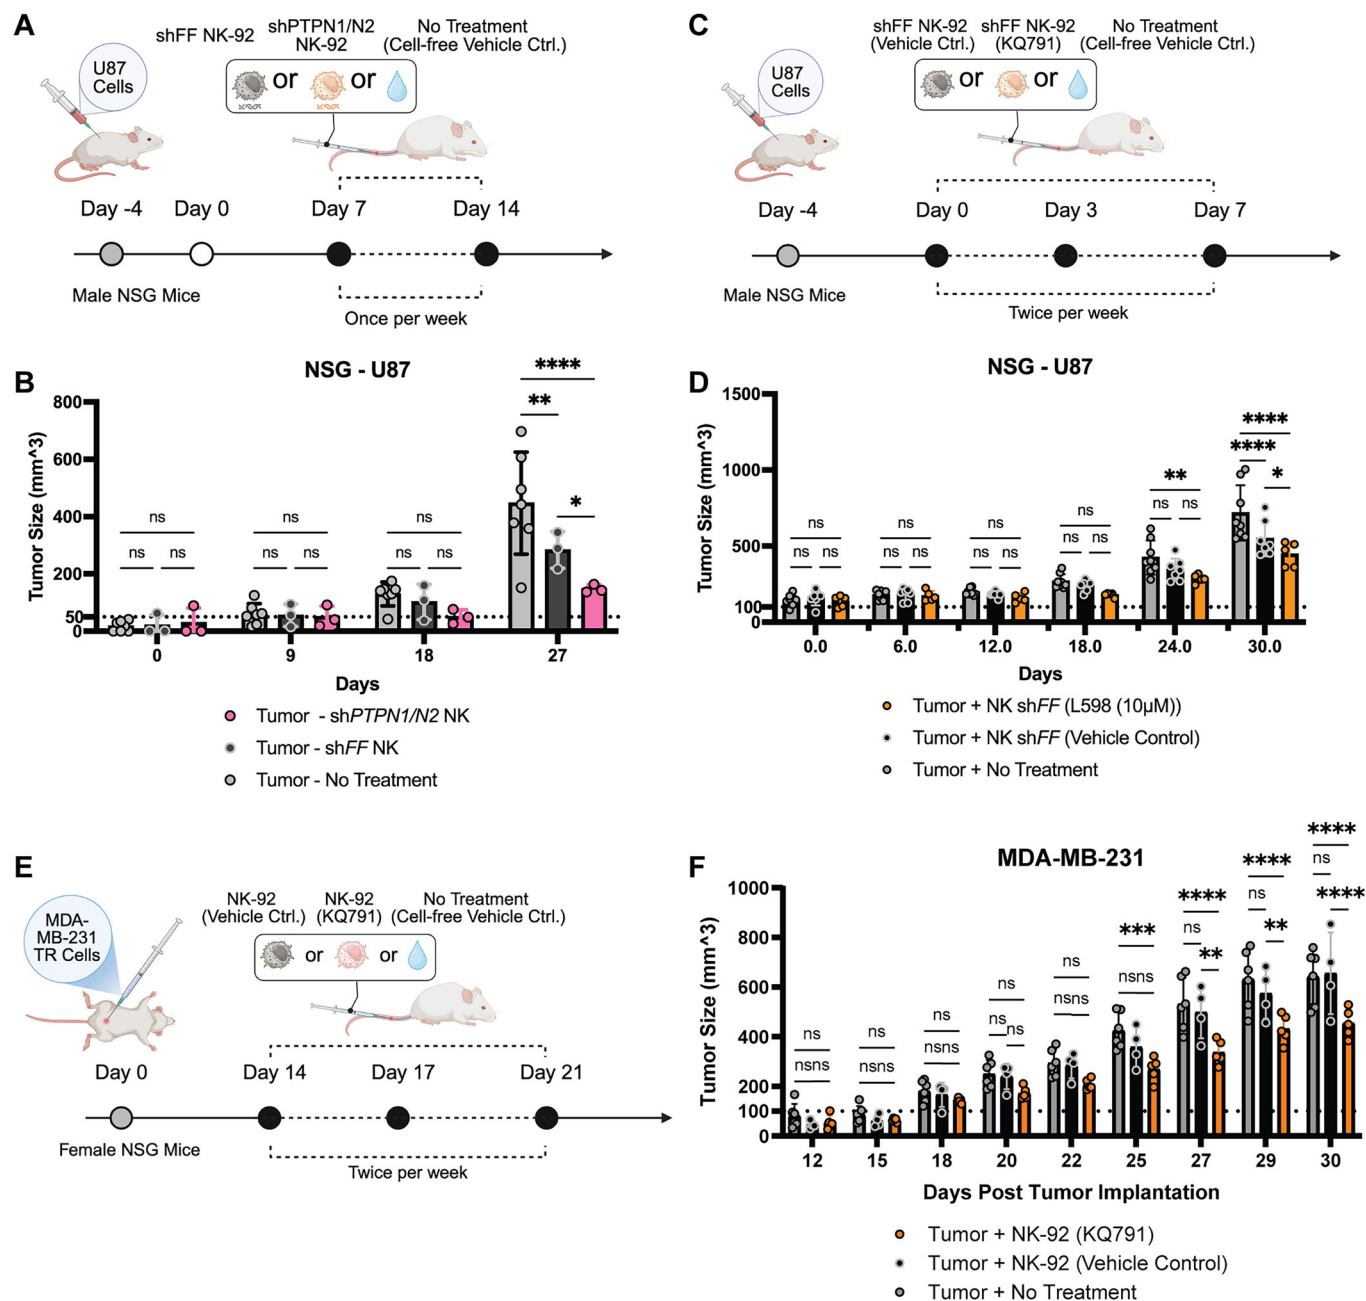 A
shFF NK-92
shPTPN1/N2
NK-92
No Treatment
(Cell-free Vehicle Ctrl.)
U87
Cells
or
or
Day -4
Day 0
Day 7
Day 14
Male NSG Mice
Once per week
C
shFF NK-92
(Vehicle Ctrl.)
shFF NK-92
(KQ791)
No Treatment
(Cell-free Vehicle Ctrl.)
U87
Cells
or
or
Day -4
Day 0
Day 3
Day 7
Male NSG Mice
Twice per week
B
NSG - U87
Tumor Size (mm^3)
800
600
400
200
50
0
ns
ns
ns
ns
ns
ns
ns
ns
ns
****
**
*
0
9
18
27
Days
Tumor - shPTPN1/N2 NK
Tumor - shFF NK
Tumor - No Treatment
D
NSG - U87
Tumor Size (mm^3)
1500
1000
500
100
0
ns
ns
ns
ns
ns
ns
ns
ns
ns
ns
ns
ns
**
ns
ns
****
****
*
0.0
6.0
12.0
18.0
24.0
30.0
Days
Tumor + NK shFF (L598 (10µM))
Tumor + NK shFF (Vehicle Control)
Tumor + No Treatment
E
MDA-
MB-231
TR Cells
NK-92
(Vehicle Ctrl.)
NK-92
(KQ791)
No Treatment
(Cell-free Vehicle Ctrl.)
or
or
Day 0
Day 14
Day 17
Day 21
Female NSG Mice
Twice per week
F
MDA-MB-231
Tumor Size (mm^3)
1000
800
600
400
200
100
0
ns
nsns
ns
nsns
ns
nsns
ns
ns
ns
ns
nsns
***
nsns
****
ns
**
****
ns
**
****
ns
****
12
15
18
20
22
25
27
29
30
Days Post Tumor Implantation
Tumor + NK-92 (KQ791)
Tumor + NK-92 (Vehicle Control)
Tumor + No Treatment